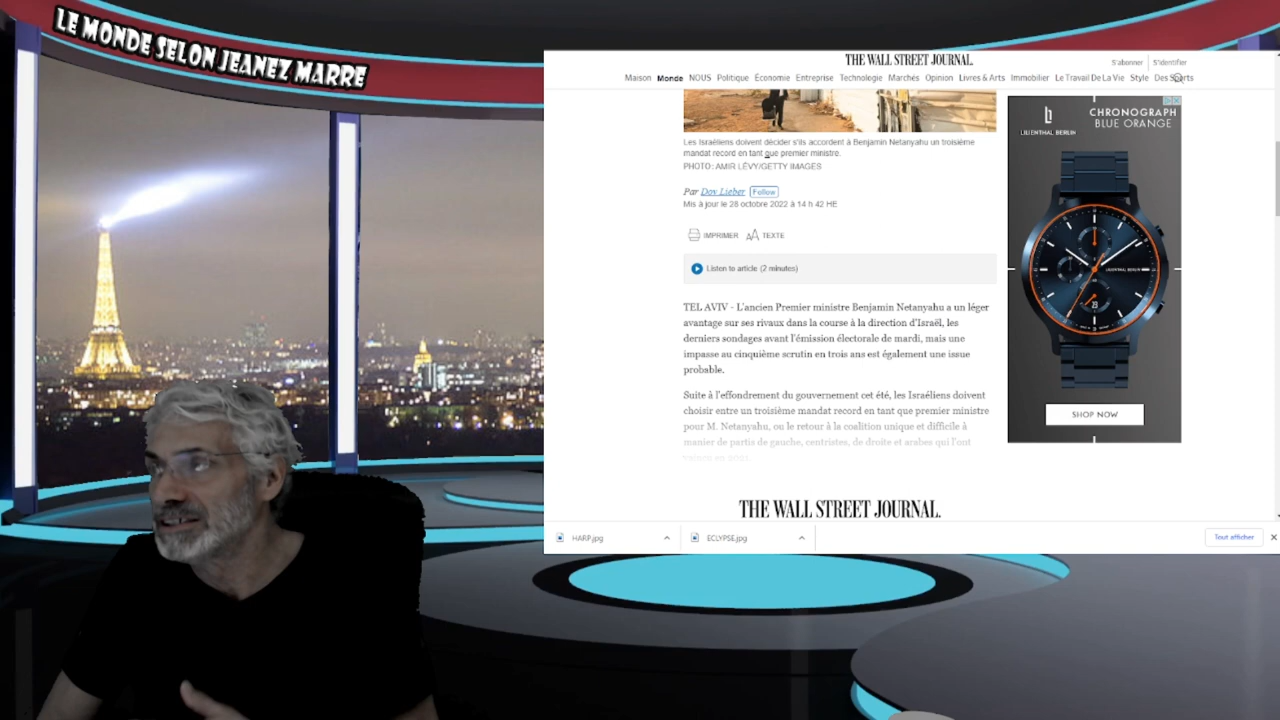 LE MONDE SELON JEANEZ MARRE
THE WALL STREET JOURNAL.
S'abonner
S'identifier
Maison Monde NOUS Politique Économie Entreprise Technologie Marchés Opinion Livres & Arts Immobilier Le Travail De La Vie Style Des Sports
Les Israéliens doivent décider s'ils accordent à Benjamin Netanyahu un troisième
mandat record en tant que premier ministre.
PHOTO: AMIR LÉVY/GETTY IMAGES
Par Dov Lieber Follow
Mis à jour le 28 octobre 2022 à 14 h 42 HE
IMPRIMER AA TEXTE
Listen to article (2 minutes)
TEL AVIV - L'ancien Premier ministre Benjamin Netanyahu a un léger
avantage sur ses rivaux dans la course à la direction d'Israël, les
derniers sondages avant l'émission électorale de mardi, mais une
impasse au cinquième scrutin en trois ans est également une issue
probable.
Suite à l'effondrement du gouvernement cet été, les Israéliens doivent
choisir entre un troisième mandat record en tant que premier ministre
pour M. Netanyahu, ou le retour à la coalition unique et difficile à
manier de partis de gauche, centristes, de droite et arabes qui l'ont
THE WALL STREET JOURNAL.
LILIENTHAL BERLIN
CHRONOGRAPH
BLUE ORANGE
LILIENTHAL BERLIN
SHOP NOW
HARP.jpg
ECLYPSE.jpg
Tout afficher